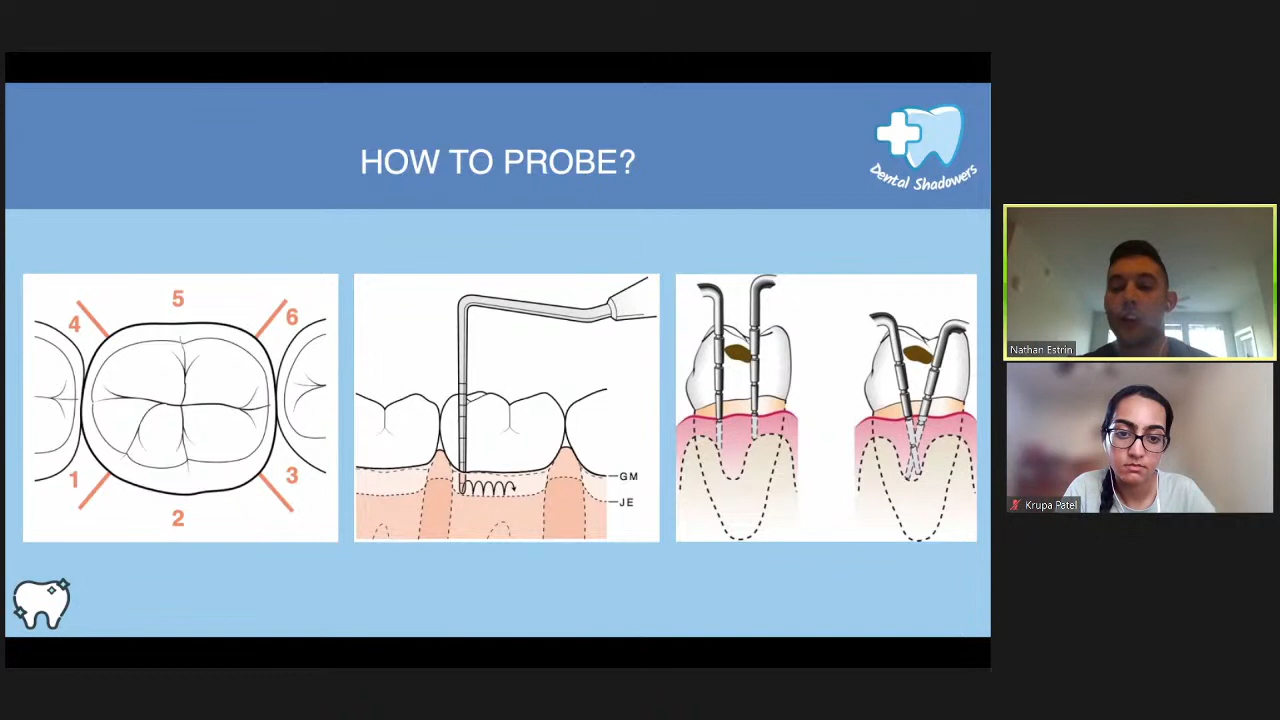 HOW TO PROBE?
Dental Shadowers
5
4
6
1
3
2
GM
JE
Nathan Estrin
Krupa Patel